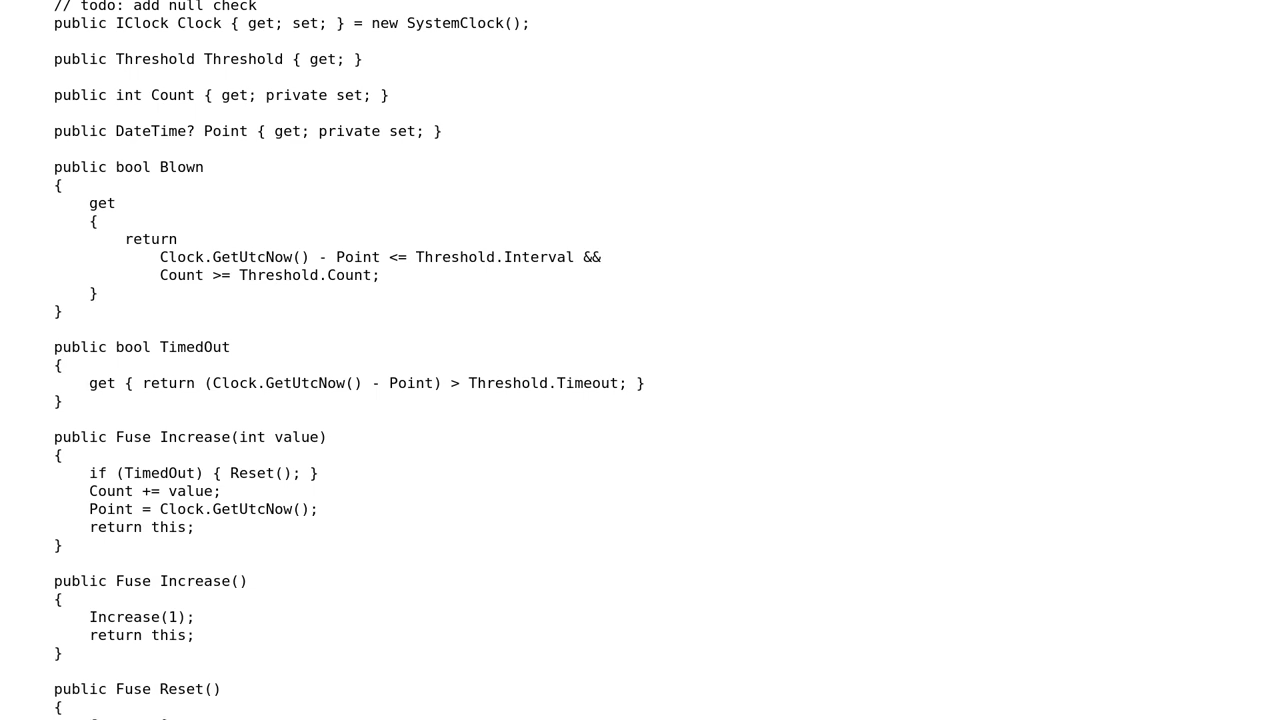 // todo: add null check
public IClock Clock { get; set; } = new SystemClock();
public Threshold Threshold { get; }
public int Count { get; private set; }
public DateTime? Point { get; private set; }
public bool Blown
{
get
{
return
Clock.GetUtcNow() - Point <= Threshold.Interval &&
Count >= Threshold.Count;
}
}
public bool TimedOut
{
get { return (Clock.GetUtcNow() - Point) > Threshold.Timeout; }
}
public Fuse Increase(int value)
{
if (TimedOut) { Reset(); }
Count += value;
Point = Clock.GetUtcNow();
return this;
}
public Fuse Increase()
{
Increase(1);
return this;
}
public Fuse Reset()
{